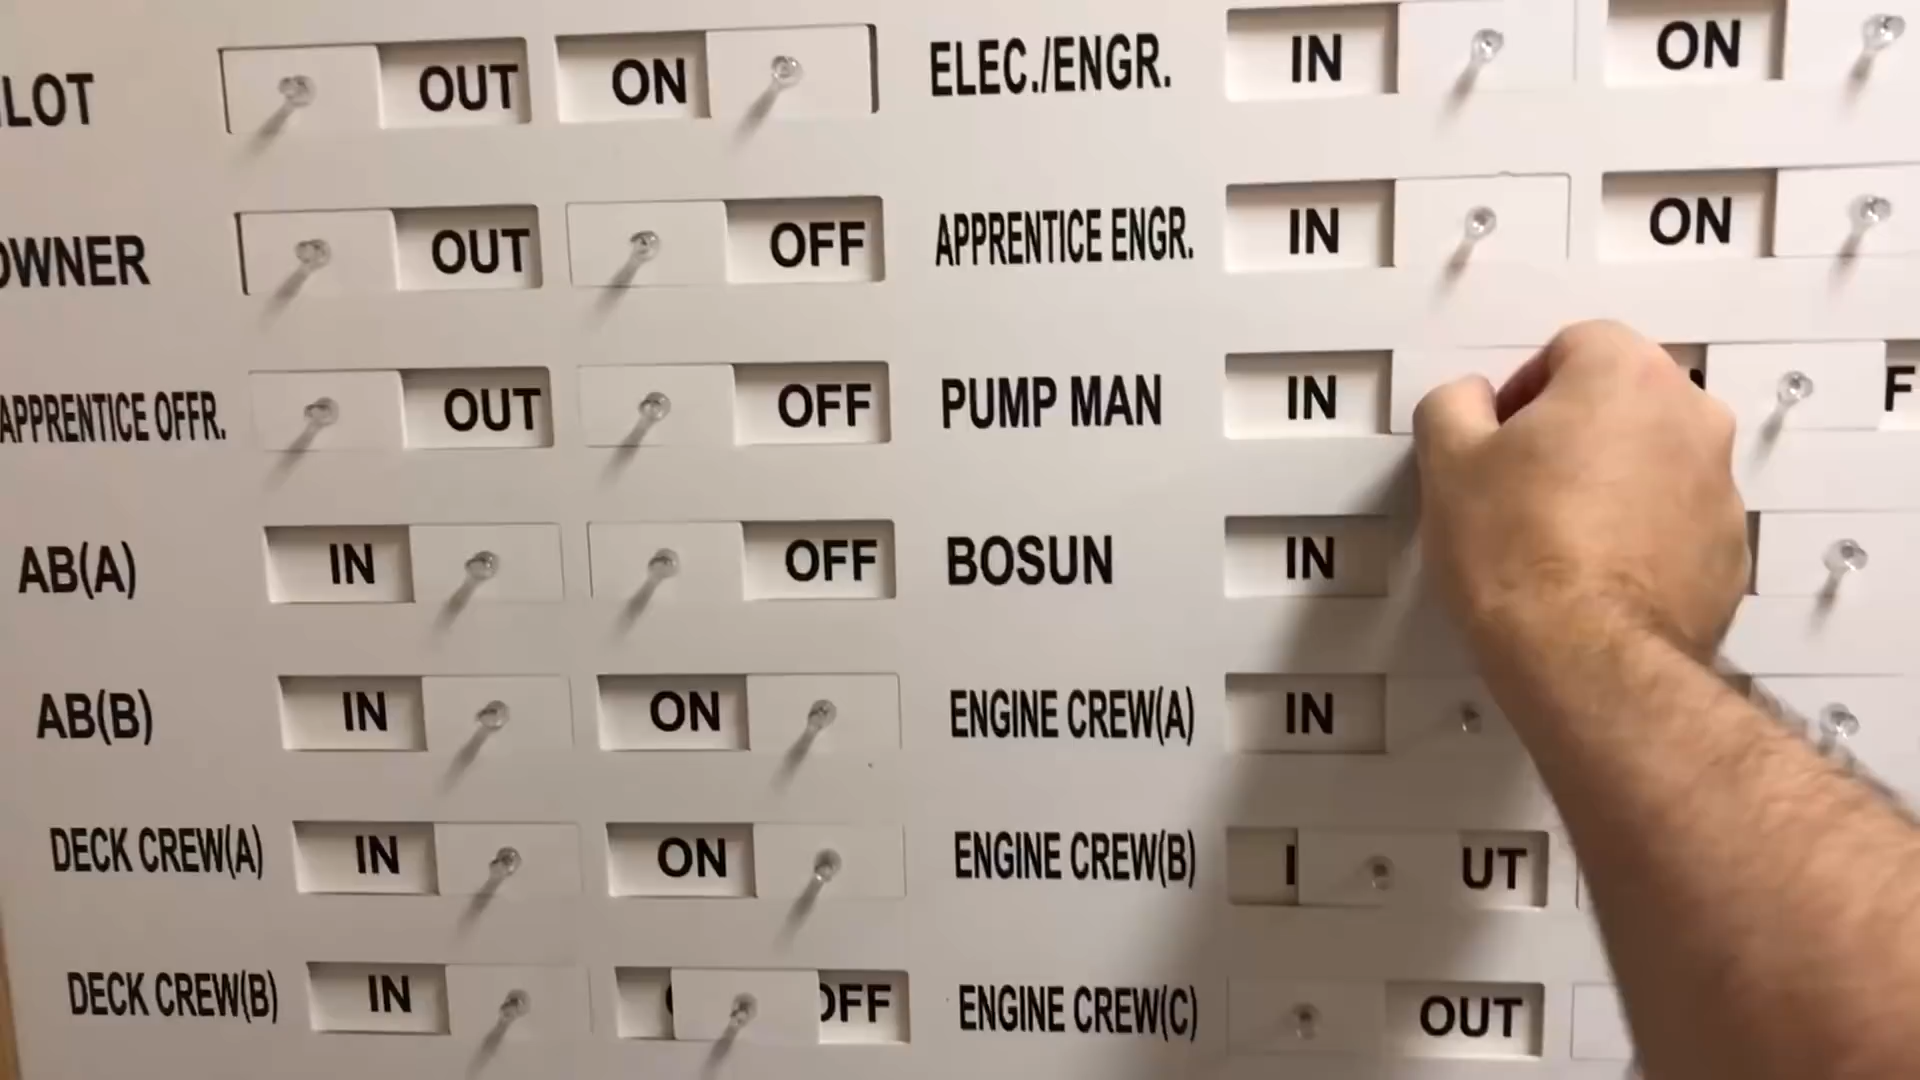 LOT OUT ON ELEC./ENGR. IN ON
OWNER OUT OFF APPRENTICE ENGR. IN ON
APPRENTICE OFFR. OUT OFF PUMP MAN IN F
AB(A) IN OFF BOSUN IN
AB(B) IN ON ENGINE CREW(A) IN
DECK CREW(A) IN ON ENGINE CREW(B) I UT
DECK CREW(B) IN OFF ENGINE CREW(C) OUT